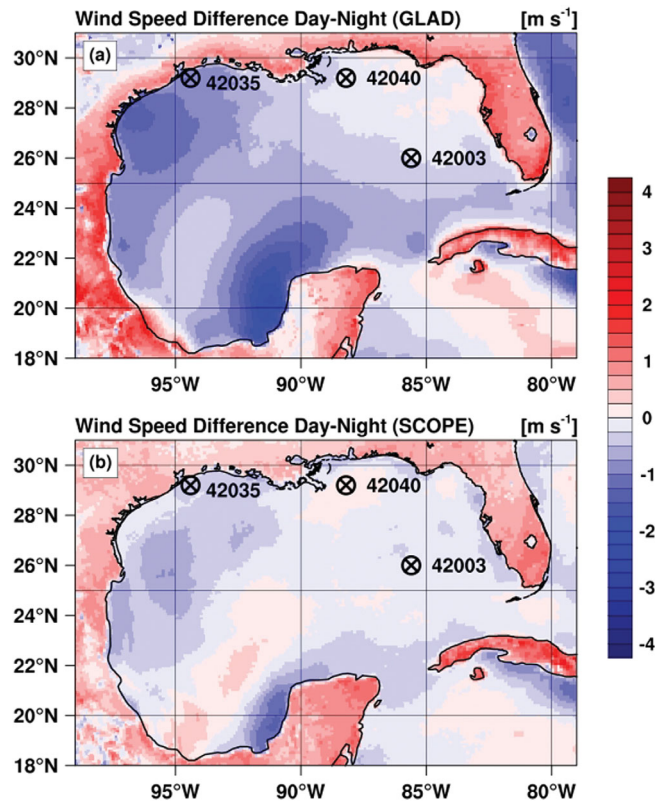 Wind Speed Difference Day-Night (GLAD) [m s⁻¹]
(a)
30°N
28°N
26°N
24°N
22°N
20°N
18°N
42035
42040
42003
95°W 90°W 85°W 80°W
Wind Speed Difference Day-Night (SCOPE) [m s⁻¹]
(b)
30°N
28°N
26°N
24°N
22°N
20°N
18°N
42035
42040
42003
95°W 90°W 85°W 80°W
4
3
2
1
0
-1
-2
-3
-4